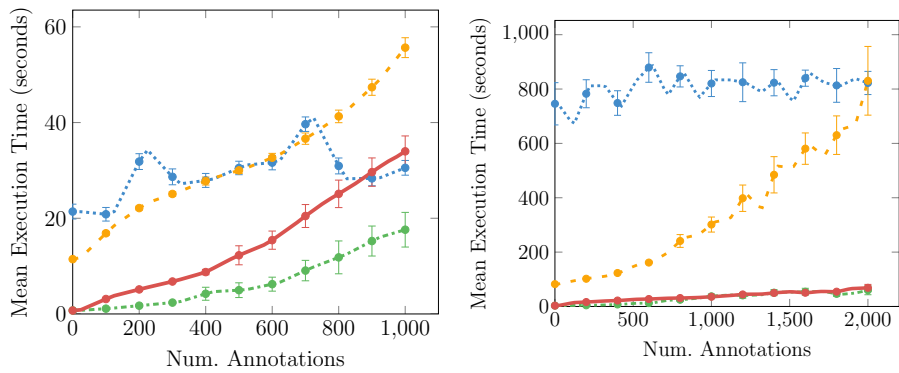 Mean Execution Time (seconds)
60
40
20
0
0 200 400 600 800 1,000
Num. Annotations
Mean Execution Time (seconds)
1,000
800
600
400
200
0
0 500 1,000 1,500 2,000
Num. Annotations